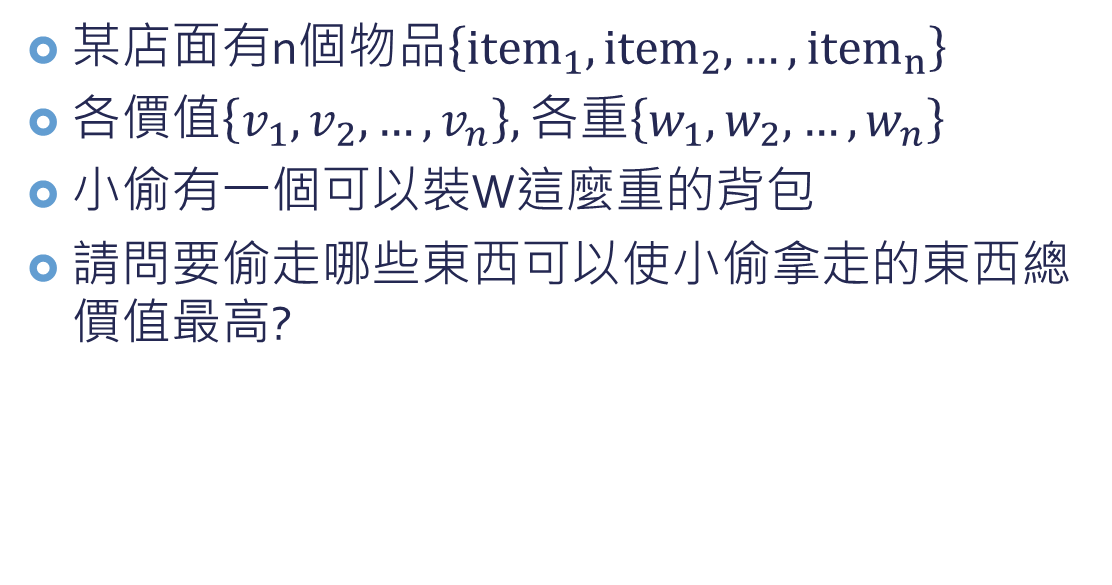 某店面有n個物品{item₁, item₂, … , itemₙ}
各價值{𝑣₁, 𝑣₂, … , 𝑣ₙ}, 各重{𝑤₁, 𝑤₂, … , 𝑤ₙ}
小偷有一個可以裝W這麼重的背包
請問要偷走哪些東西可以使小偷拿走的東西總
價值最高?